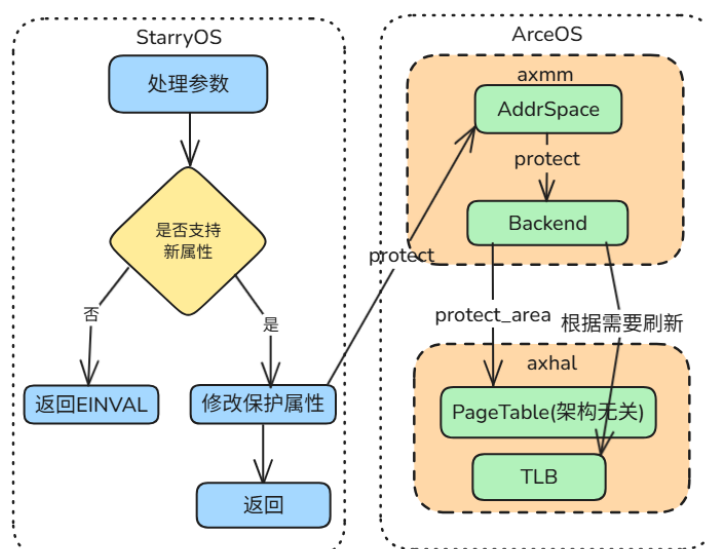 StarryOS
处理参数
是否支持
新属性
否
是
返回EINVAL
修改保护属性
返回
protect
ArceOS
axmm
AddrSpace
protect
Backend
protect_area
根据需要刷新
axhal
PageTable(架构无关)
TLB